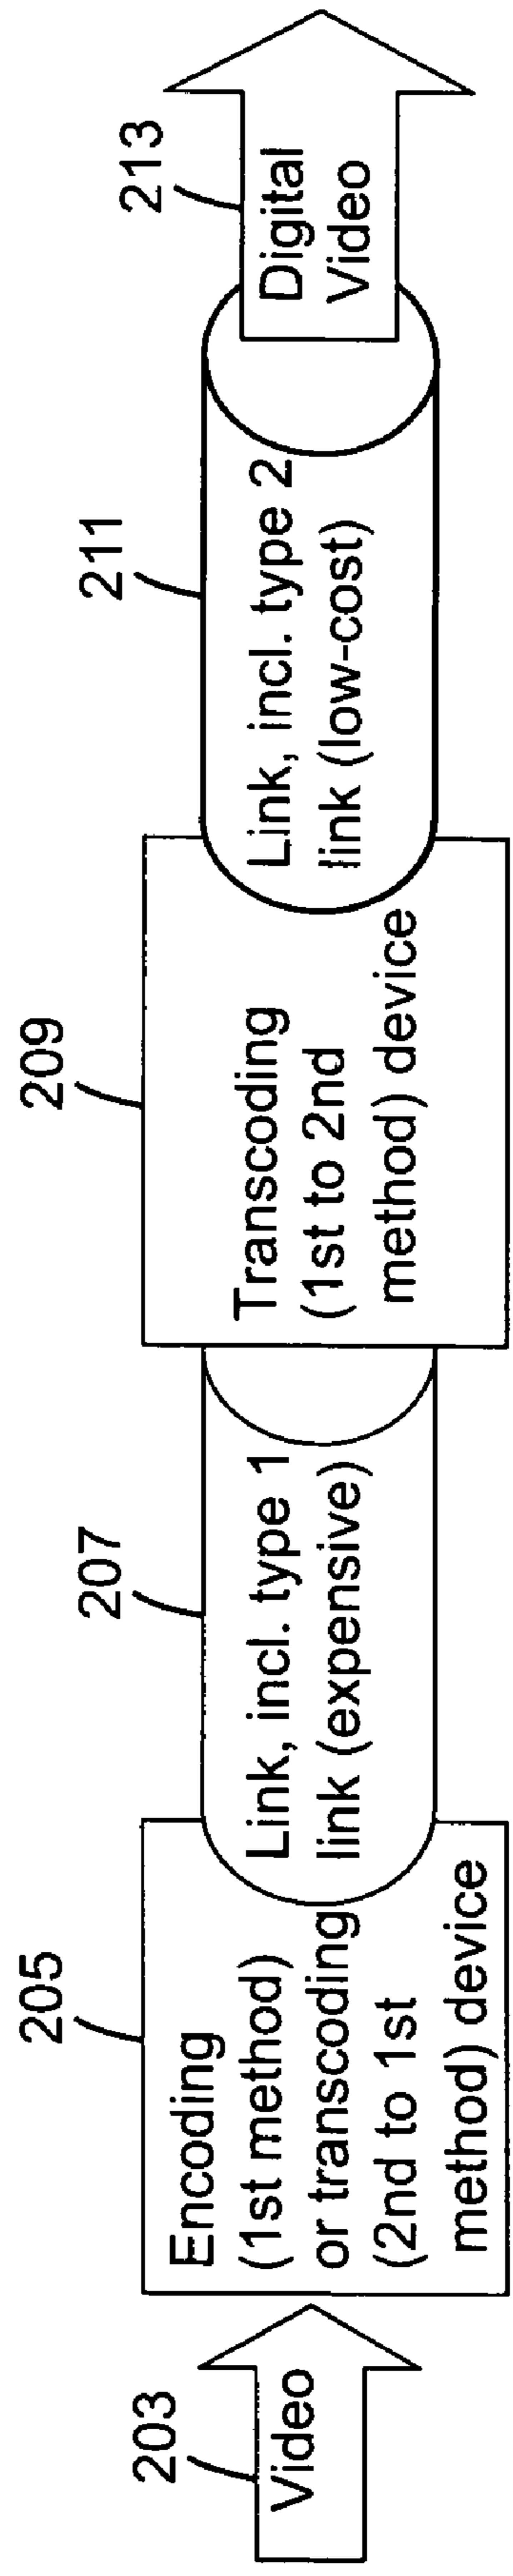 203
Video
205
Encoding
(1st method)
or transcoding
(2nd to 1st
method) device
207
Link, incl. type 1
link (expensive)
209
Transcoding
(1st to 2nd
method) device
211
Link, incl. type 2
link (low-cost)
213
Digital
Video